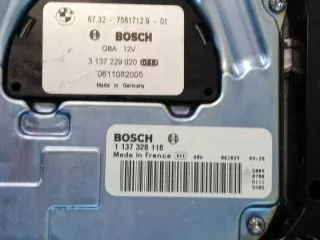 67.32 - 7561712.9 - 01
BOSCH
QBA 12V
3 137 229 020
0611082005
Made in Germany
BOSCH
1 137 328 118
Made in France